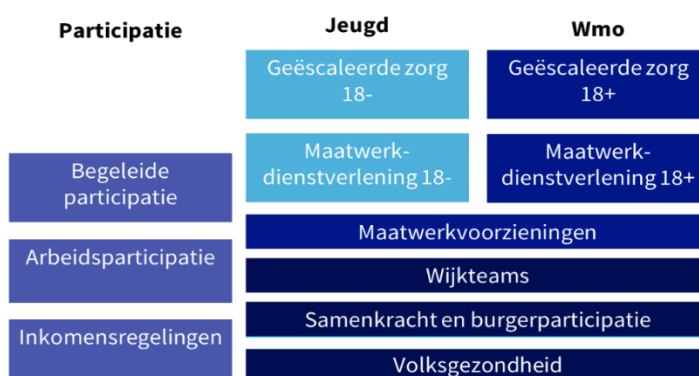 Participatie
Jeugd
Wmo
Geëscaleerde zorg
18-
Geëscaleerde zorg
18+
Maatwerk-
dienstverlening 18-
Maatwerk-
dienstverlening 18+
Begeleide
participatie
Maatwerkvoorzieningen
Arbeidsparticipatie
Wijkteams
Samenkracht en burgerparticipatie
Inkomensregelingen
Volksgezondheid